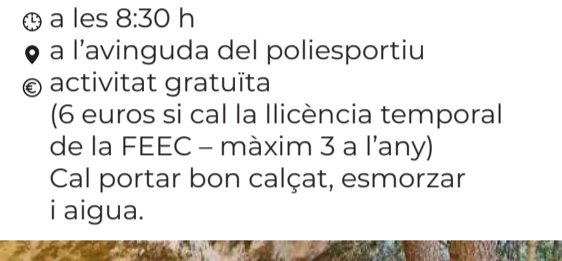 a les 8:30 h
a l’avinguda del poliesportiu
activitat gratuïta
(6 euros si cal la llicència temporal
de la FEEC – màxim 3 a l’any)
Cal portar bon calçat, esmorzar
i aigua.